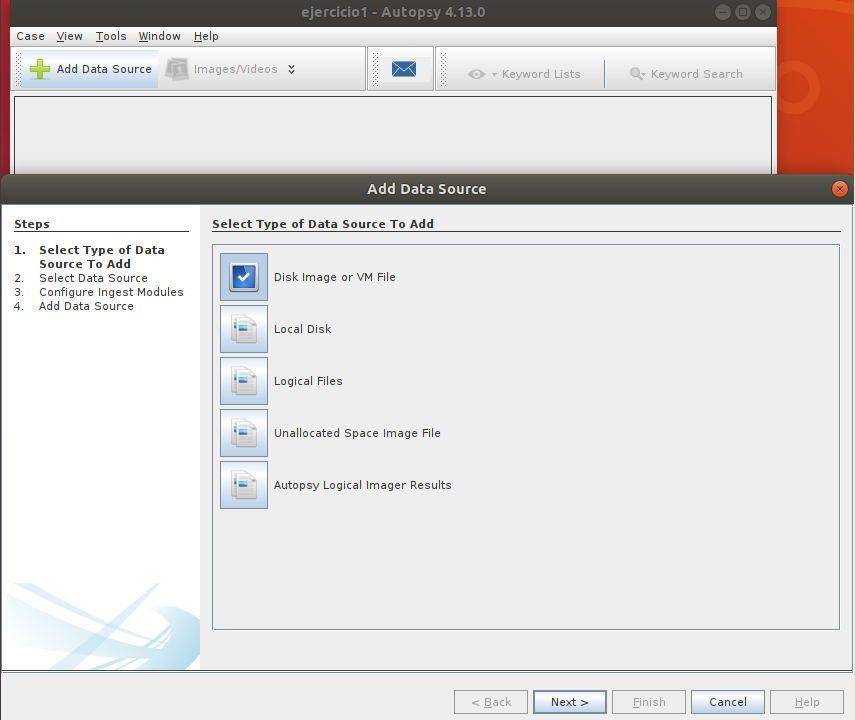 ejercicio1 - Autopsy 4.13.0
Case View Tools Window Help
Add Data Source Images/Videos Keyword Lists Keyword Search
Add Data Source
Steps
1. Select Type of Data
Source To Add
2. Select Data Source
3. Configure Ingest Modules
4. Add Data Source
Select Type of Data Source To Add
Disk Image or VM File
Local Disk
Logical Files
Unallocated Space Image File
Autopsy Logical Imager Results
< Back Next > Finish Cancel Help